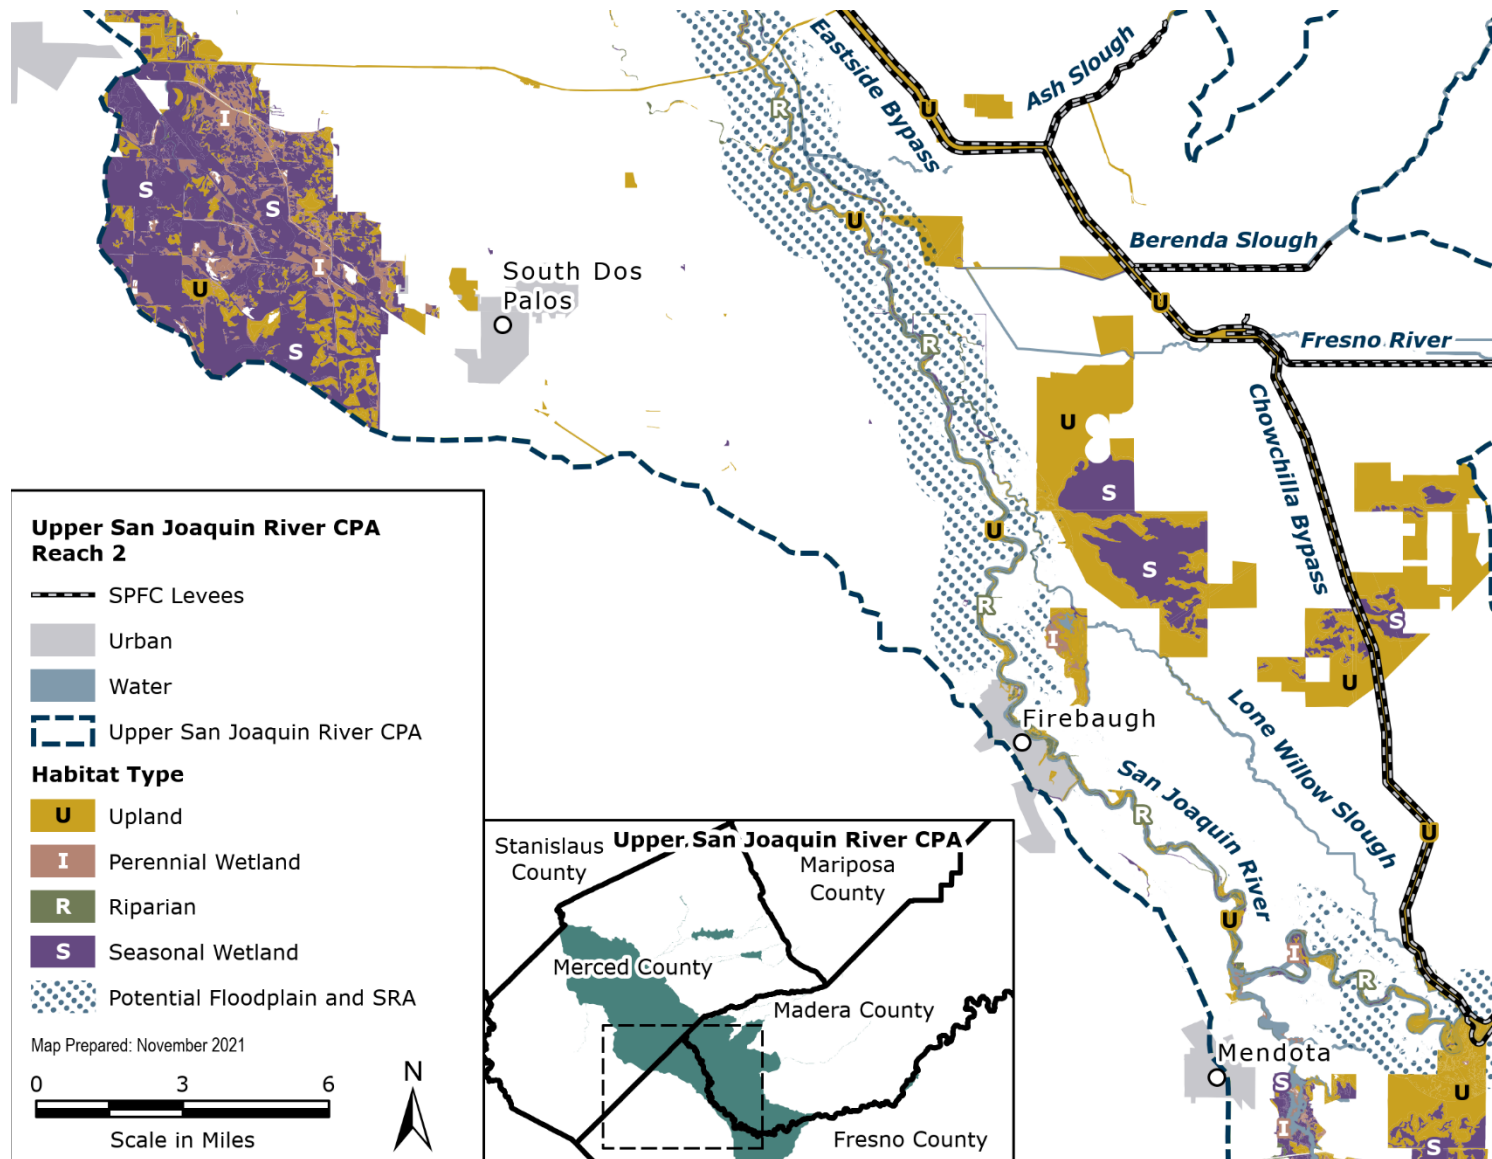 Eastside Bypass
Ash Slough
U
R
I
S
S
U
Berenda Slough
I
South Dos
Palos
U
U
Fresno River
R
S
Chowchilla Bypass
U
S
U
S
R
I
S
U
Lone Willow Slough
Firebaugh
San Joaquin River
R
U
U
I
R
Mendota
S
U
I
S
Upper San Joaquin River CPA
Reach 2
SPFC Levees
Urban
Water
Upper San Joaquin River CPA
Habitat Type
U Upland
I Perennial Wetland
R Riparian
S Seasonal Wetland
Potential Floodplain and SRA
Map Prepared: November 2021
0 3 6
Scale in Miles
N
Upper San Joaquin River CPA
Stanislaus
County
Mariposa
County
Merced County
Madera County
Fresno County